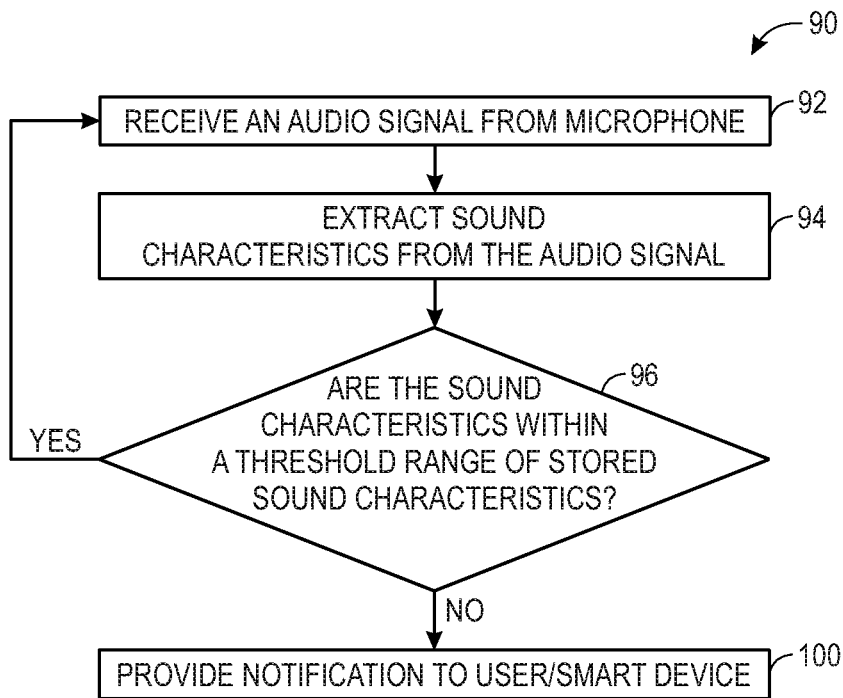 90
RECEIVE AN AUDIO SIGNAL FROM MICROPHONE
92
EXTRACT SOUND
CHARACTERISTICS FROM THE AUDIO SIGNAL
94
ARE THE SOUND
CHARACTERISTICS WITHIN
A THRESHOLD RANGE OF STORED
SOUND CHARACTERISTICS?
96
YES
NO
PROVIDE NOTIFICATION TO USER/SMART DEVICE
100